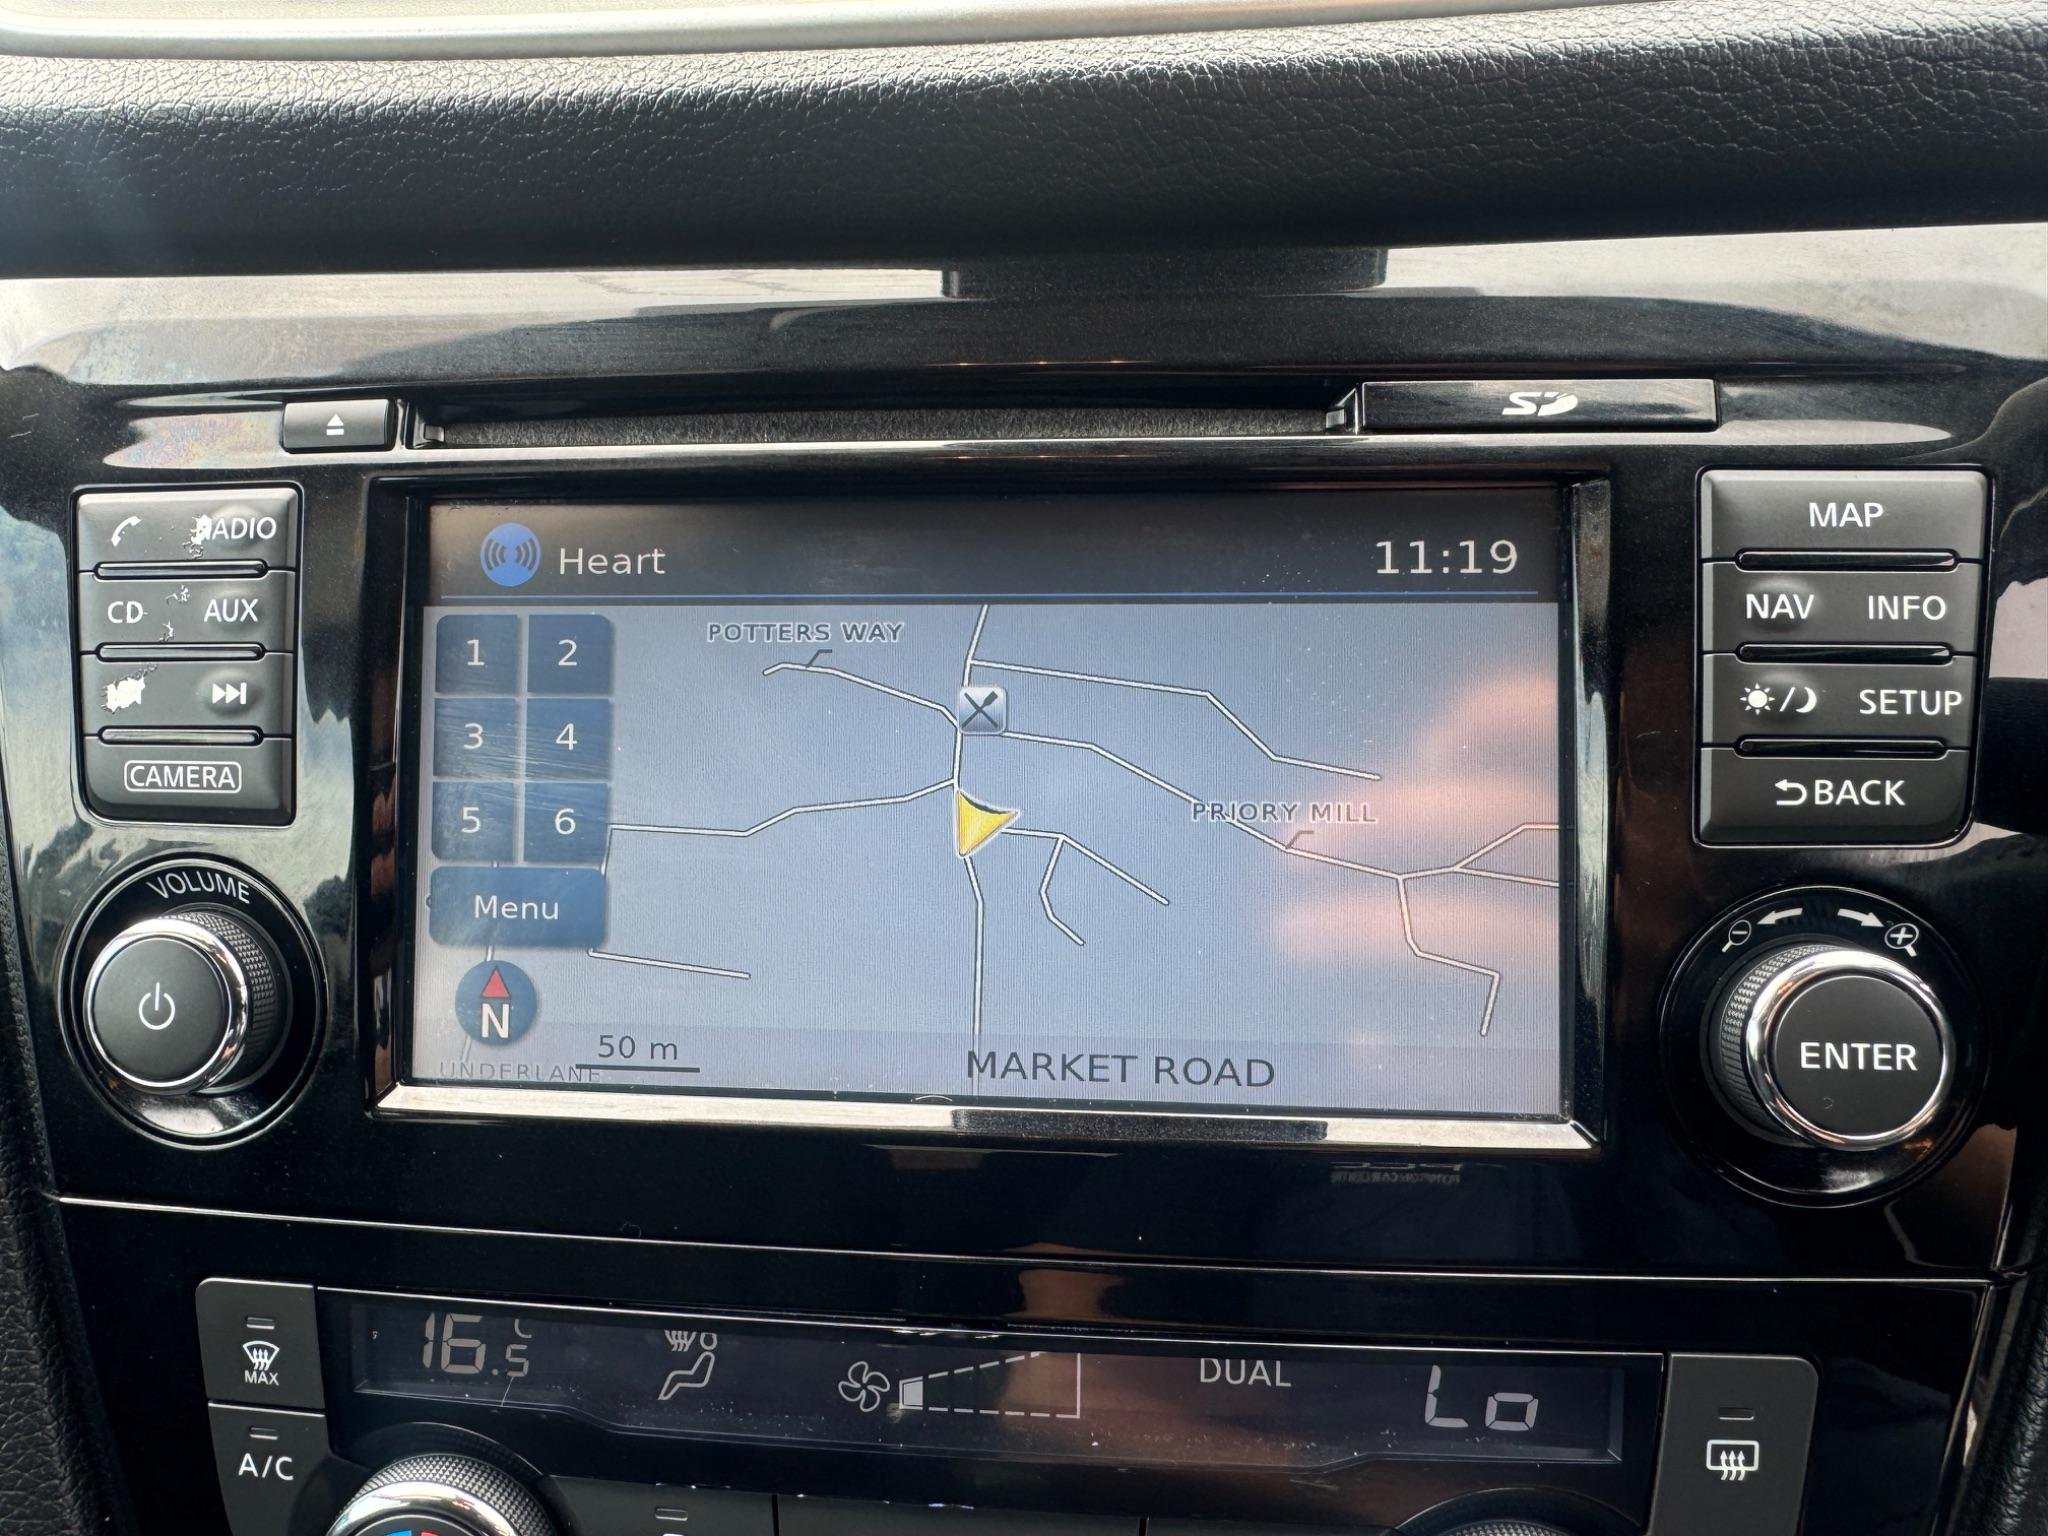 SD
RADIO
CD AUX
CAMERA
VOLUME
Heart 11:19
1 2
3 4
5 6
Menu
N
50 m
UNDERLANE
POTTERS WAY
PRIORY MILL
MARKET ROAD
MAP
NAV INFO
SETUP
BACK
ENTER
MAX
A/C
16.5 C
DUAL
Lo